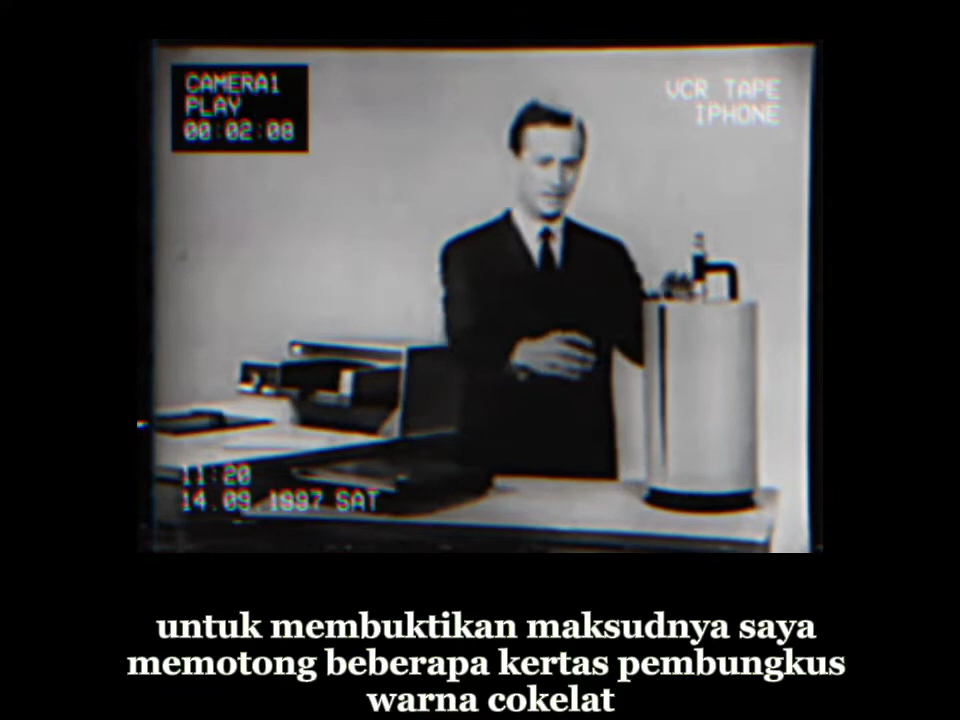 CAMERA1
PLAY
00:02:08
VCR TAPE
IPHONE
11:20
14.09.1997 SAT
untuk membuktikan maksudnya saya
memotong beberapa kertas pembungkus
warna cokelat